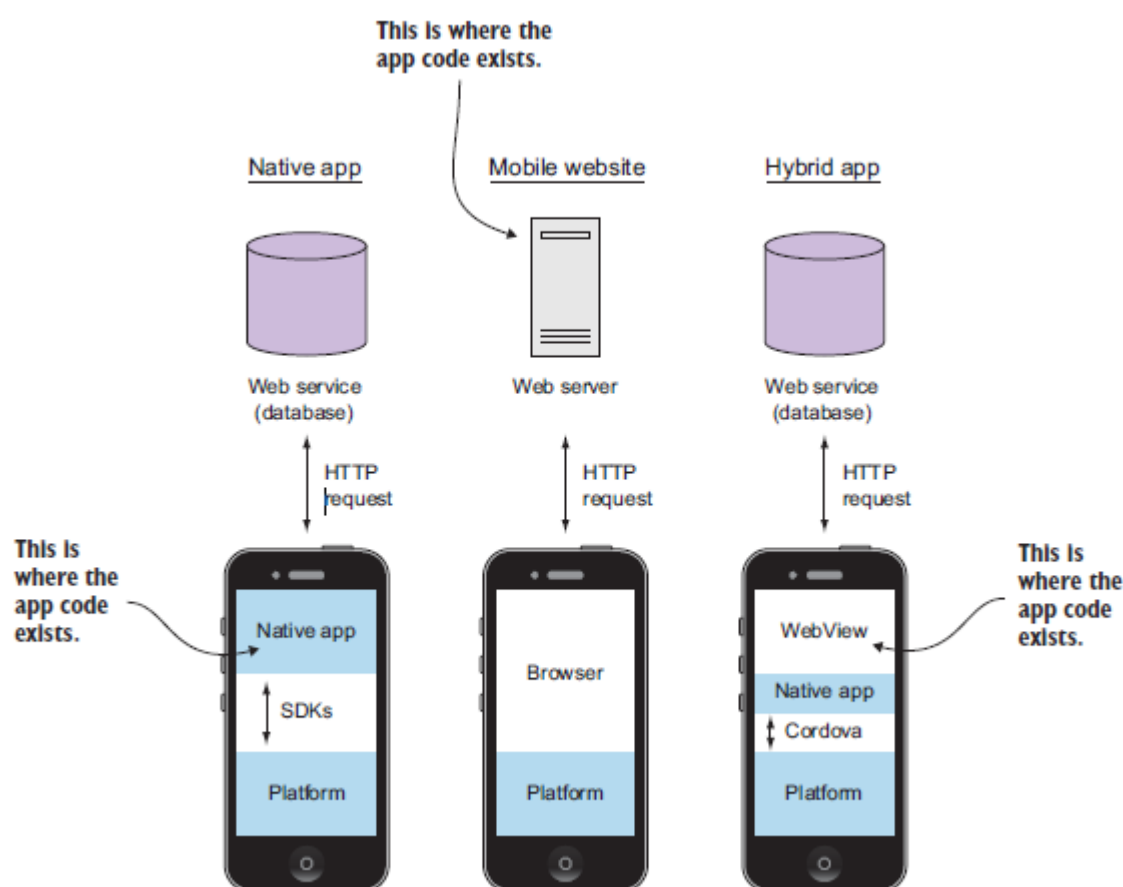 This is where the
app code exists.
Native app
Mobile website
Hybrid app
Web service
(database)
Web server
Web service
(database)
HTTP
request
HTTP
request
HTTP
request
This is
where the
app code
exists.
Native app
SDKs
Platform
Browser
Platform
WebView
Native app
Cordova
Platform
This is
where the
app code
exists.